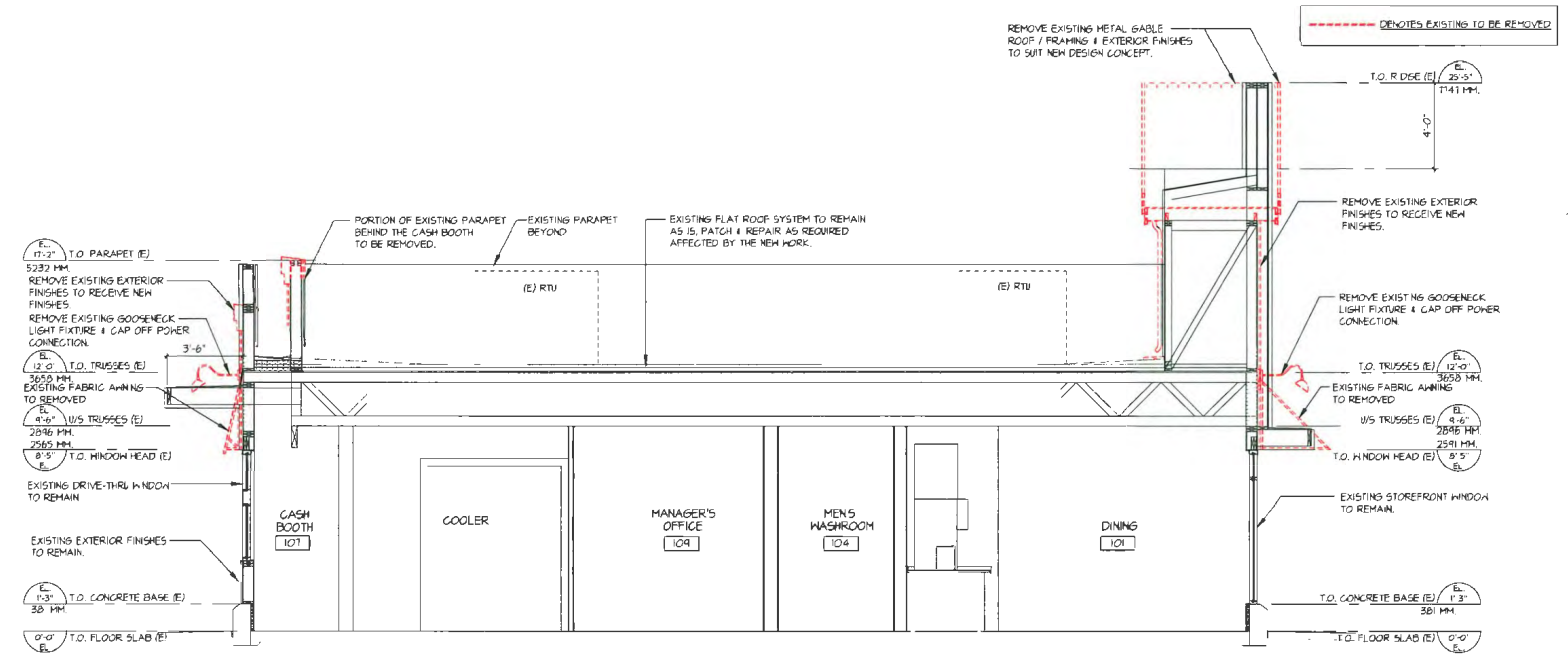 DENOTES EXISTING TO BE REMOVED
REMOVE EXISTING METAL GABLE
ROOF / FRAMING & EXTERIOR FINISHES
TO SUIT NEW DESIGN CONCEPT.
T.O. RIDGE (E)
EL.
25'-5"
7747 MM.
4'-0"
REMOVE EXISTING EXTERIOR
FINISHES TO RECEIVE NEW
FINISHES.
PORTION OF EXISTING PARAPET
BEHIND THE CASH BOOTH
TO BE REMOVED.
EXISTING PARAPET
BEYOND
EXISTING FLAT ROOF SYSTEM TO REMAIN
AS IS, PATCH & REPAIR AS REQUIRED
AFFECTED BY THE NEW WORK.
EL.
17'-2"
T.O. PARAPET (E)
5232 MM.
REMOVE EXISTING EXTERIOR
FINISHES TO RECEIVE NEW
FINISHES
REMOVE EXISTING GOOSENECK
LIGHT FIXTURE & CAP OFF POWER
CONNECTION.
3'-6"
EL.
12'-0"
T.O. TRUSSES (E)
3658 MM.
EXISTING FABRIC AWNING
TO REMOVED
EL.
9'-6"
U/S TRUSSES (E)
2896 MM.
2565 MM.
8'-5"
T.O. WINDOW HEAD (E)
EL.
EXISTING DRIVE-THRU WINDOW
TO REMAIN
EXISTING EXTERIOR FINISHES
TO REMAIN.
EL.
1'-3"
T.O. CONCRETE BASE (E)
38 MM.
0'-0"
T.O. FLOOR SLAB (E)
EL.
(E) RTU
(E) RTU
CASH
BOOTH
107
COOLER
MANAGER'S
OFFICE
109
MEN'S
WASHROOM
104
DINING
101
REMOVE EXISTING GOOSENECK
LIGHT FIXTURE & CAP OFF POWER
CONNECTION.
T.O. TRUSSES (E)
EL.
12'-0"
3658 MM.
EXISTING FABRIC AWNING
TO REMOVED
U/S TRUSSES (E)
EL.
9'-6"
2896 MM.
2591 MM.
T.O. WINDOW HEAD (E)
8'5"
EL.
EXISTING STOREFRONT WINDOW
TO REMAIN.
T.O. CONCRETE BASE (E)
EL.
1'3"
381 MM.
T.O. FLOOR SLAB (E)
0'-0"
EL.